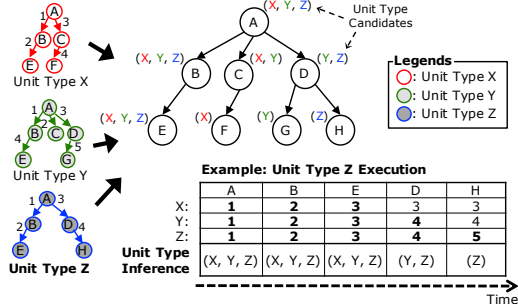 A
1 3
B C
2 4
E F
Unit Type X
A
1 2 3
B C D
4 5
E G
Unit Type Y
A
1 3
B D
2 4
E H
Unit Type Z
A (X, Y, Z)
Unit Type
Candidates
(X, Y, Z) B
(X, Y) C
(Y, Z) D
(X, Y, Z) E
(X) F
(Y) G
(Z) H
Legends
: Unit Type X
: Unit Type Y
: Unit Type Z
Example: Unit Type Z Execution
A B E D H
X: 1 2 3 3 3
Y: 1 2 3 4 4
Z: 1 2 3 4 5
Unit Type
Inference
(X, Y, Z) (X, Y, Z) (X, Y, Z) (Y, Z) (Z)
Time